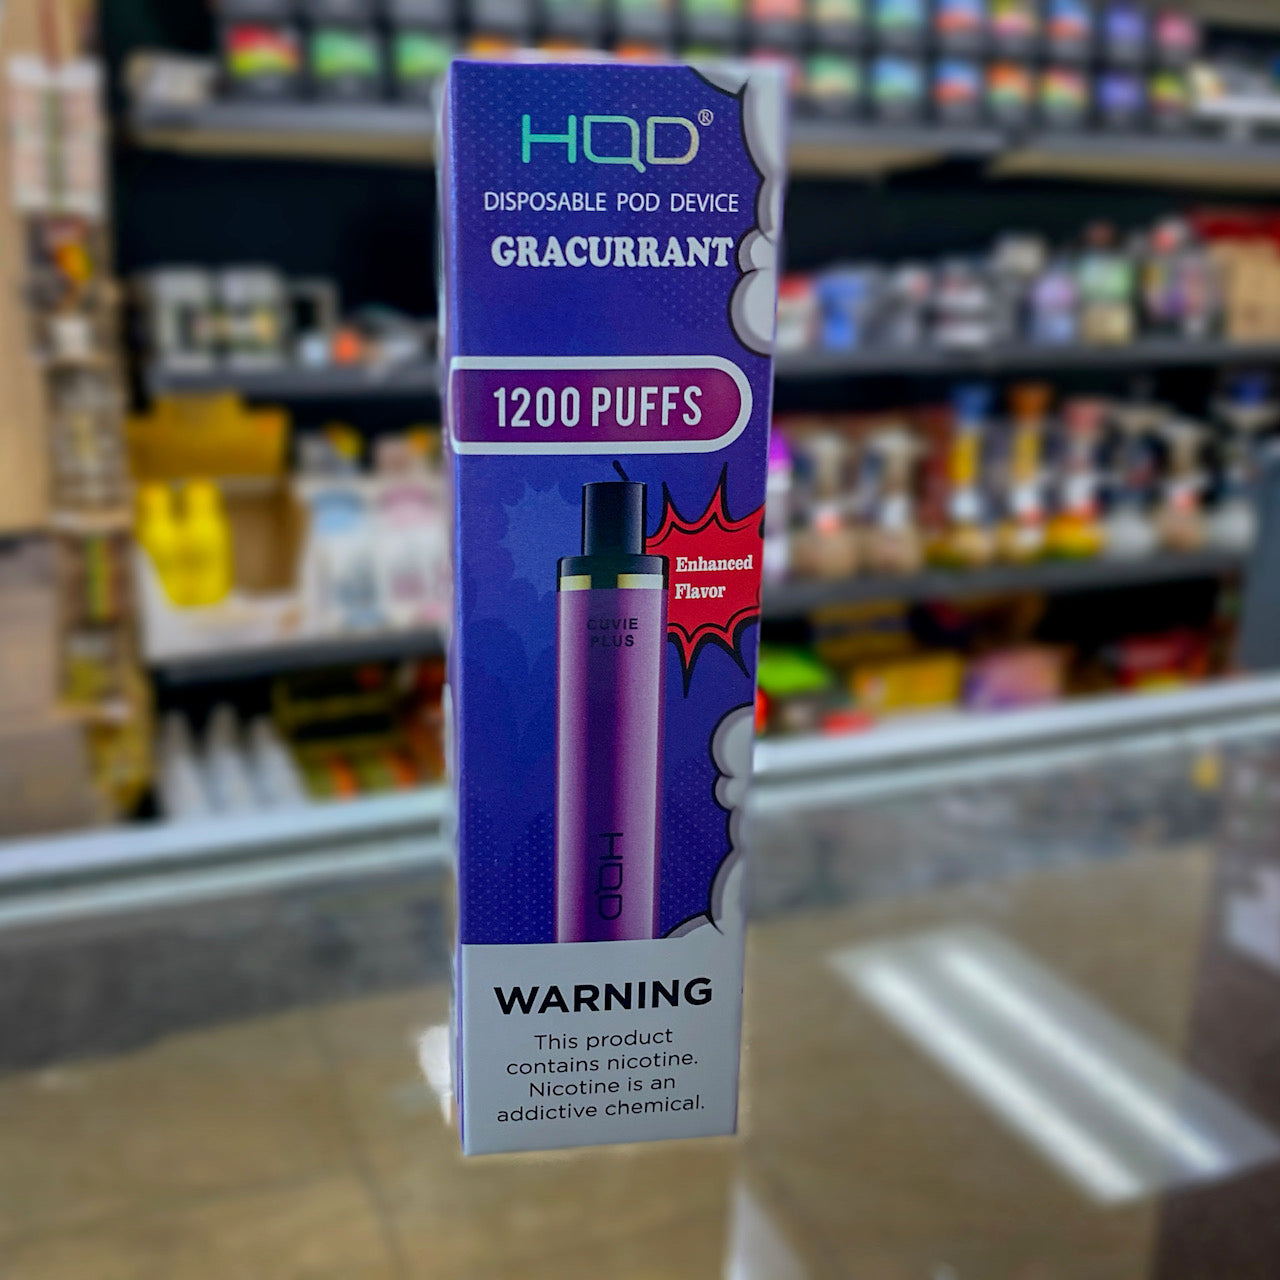 HQD®
DISPOSABLE POD DEVICE
GRACURRANT
1200 PUFFS
Enhanced
Flavor
CUVIE
PLUS
HQD
WARNING
This product
contains nicotine.
Nicotine is an
addictive chemical.